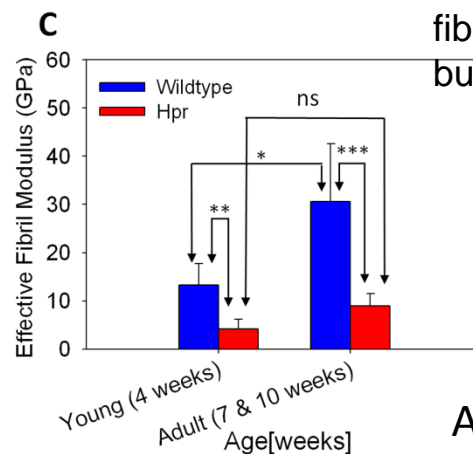 C
fib
bu
60
50
40
30
20
10
0
Effective Fibril Modulus (GPa)
Wildtype
Hpr
ns
*
***
**
Young (4 weeks)
Adult (7 & 10 weeks)
Age[weeks]
A